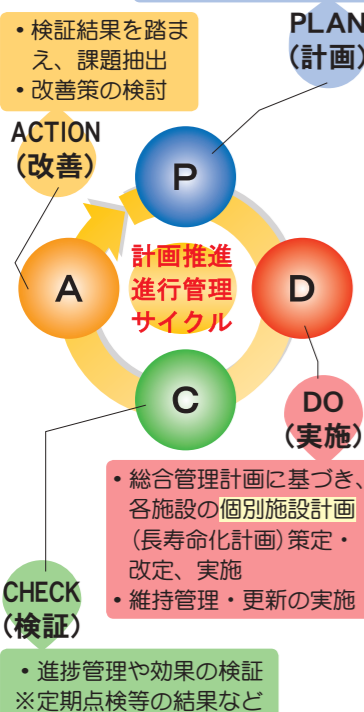 PLAN
(計画)
・検証結果を踏ま
え、課題抽出
・改善策の検討
ACTION
(改善)
P
計画推進
進行管理
サイクル
A
D
C
DO
(実施)
・総合管理計画に基づき、
各施設の個別施設計画
(長寿命化計画)策定・
改定、実施
・維持管理・更新の実施
CHECK
(検証)
・進捗管理や効果の検証
※定期点検等の結果など